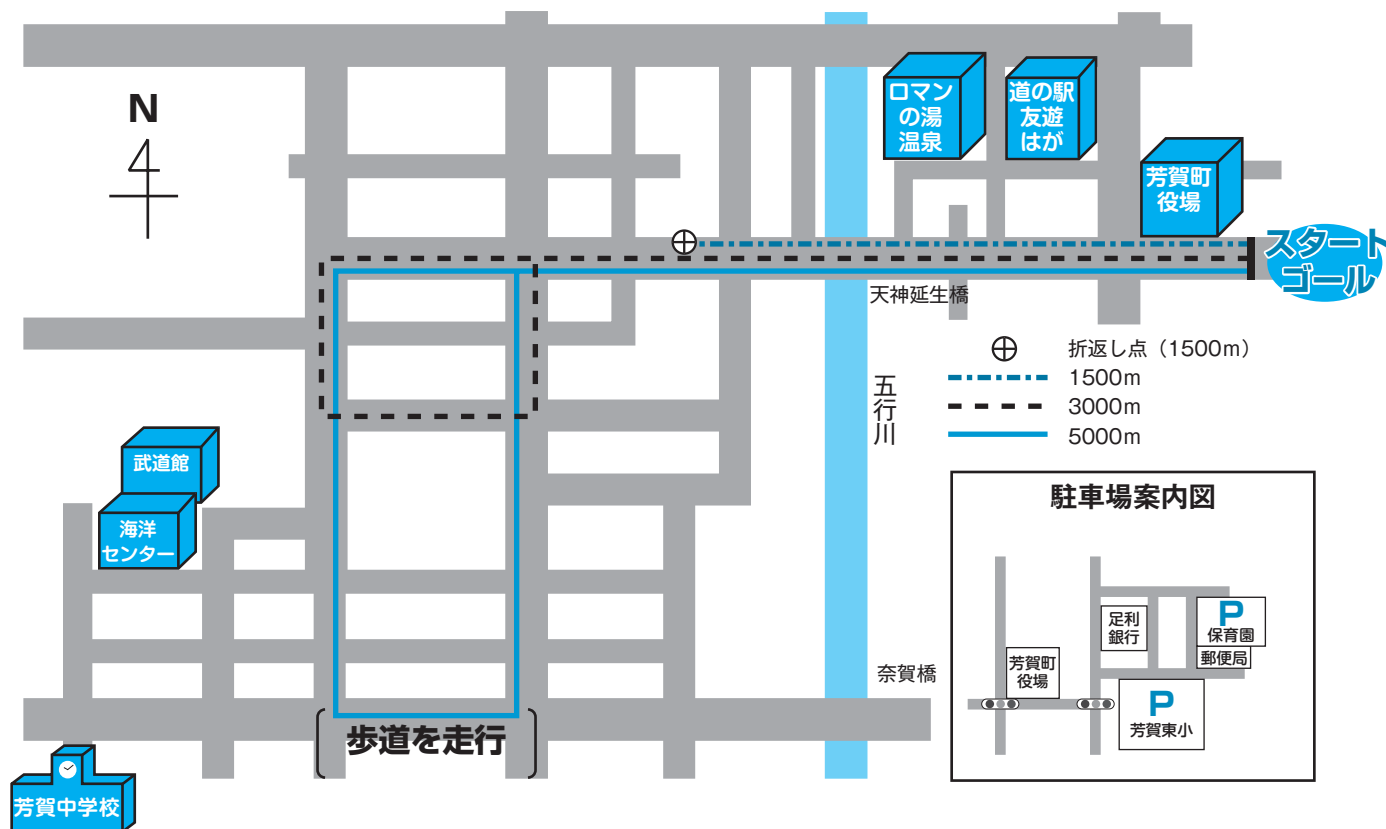 N
ロマン
の湯
温泉
道の駅
友遊
はが
芳賀町
役場
スタート
ゴール
天神延生橋
折返し点（1500m）
1500m
3000m
5000m
五行川
武道館
海洋
センター
奈賀橋
歩道を走行
芳賀中学校
駐車場案内図
足利
銀行
P
保育園
郵便局
芳賀町
役場
P
芳賀東小